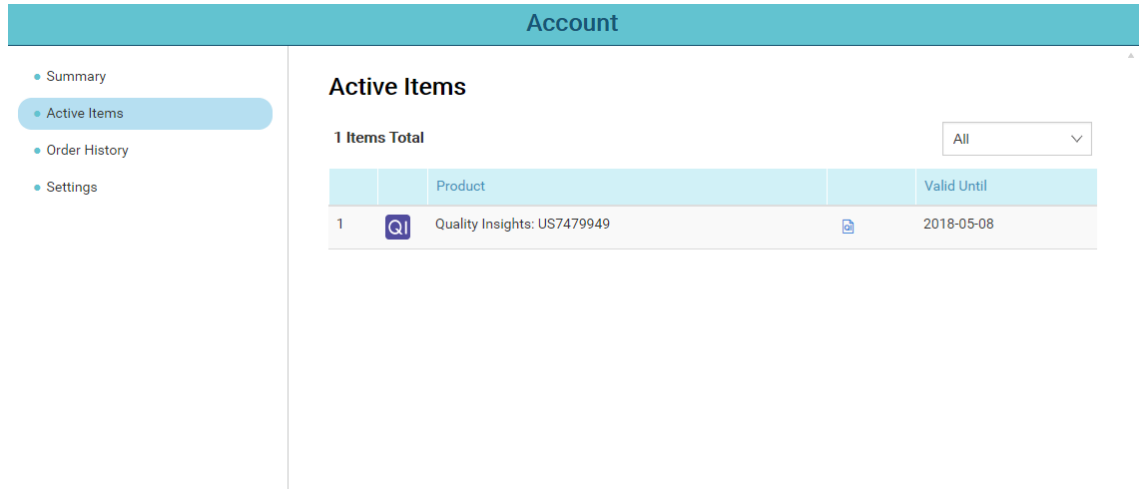 Account
Summary
Active Items
Order History
Settings
Active Items
1 Items Total
All
Product Valid Until
1 QI Quality Insights: US7479949 QI 2018-05-08